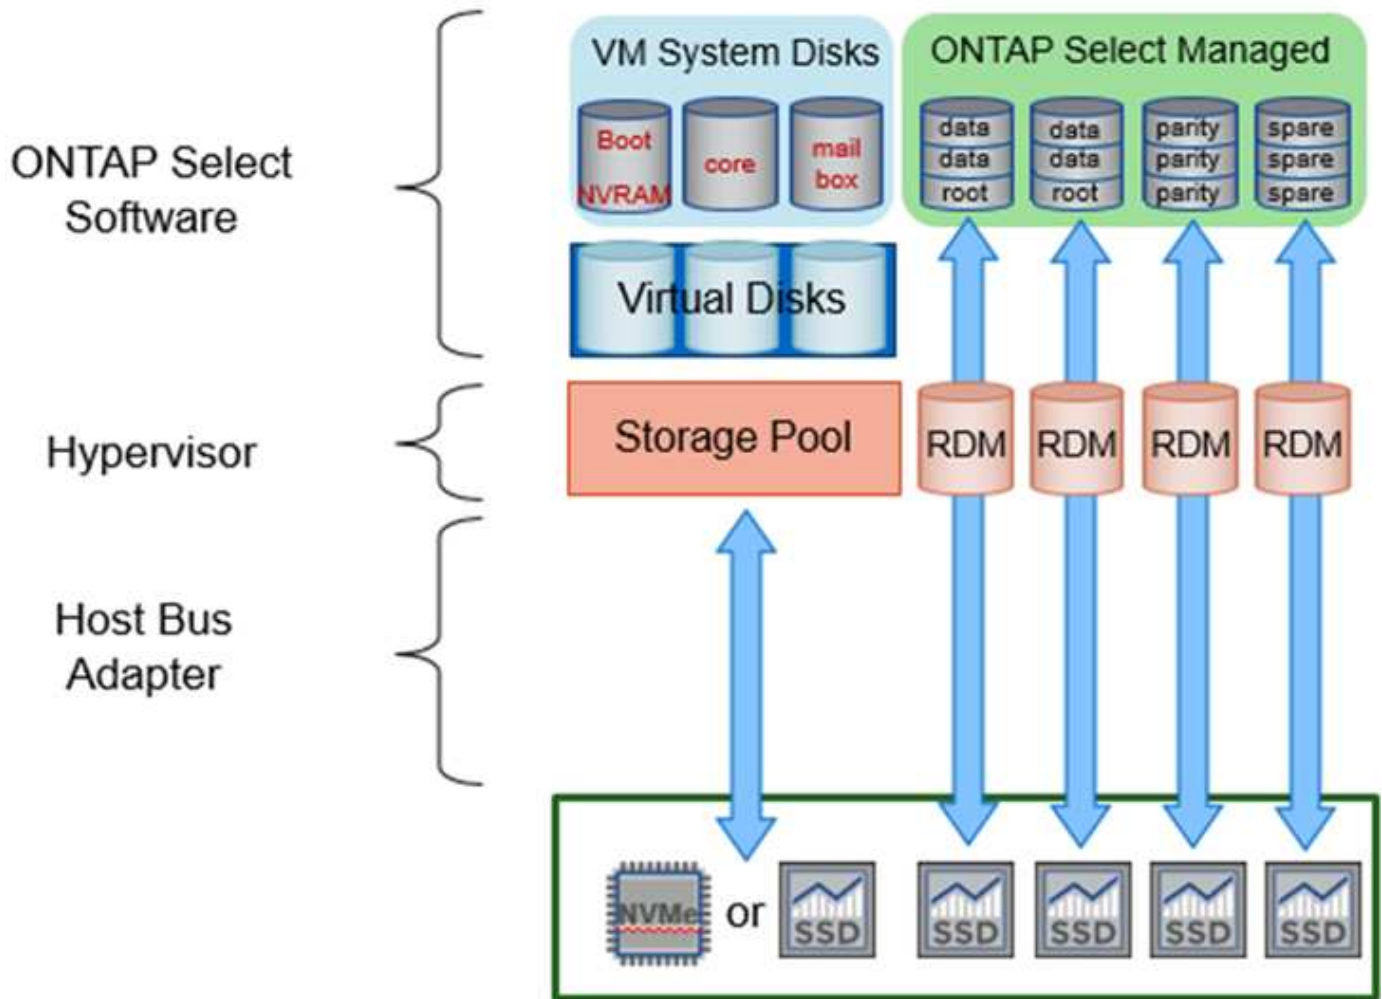 ONTAP Select
Software
VM System Disks
Boot
NVRAM
core
mail
box
ONTAP Select Managed
data
data
root
data
data
root
parity
parity
parity
spare
spare
spare
Virtual Disks
Hypervisor
Storage Pool
RDM
RDM
RDM
RDM
Host Bus
Adapter
NVMe
or
SSD
SSD
SSD
SSD
SSD